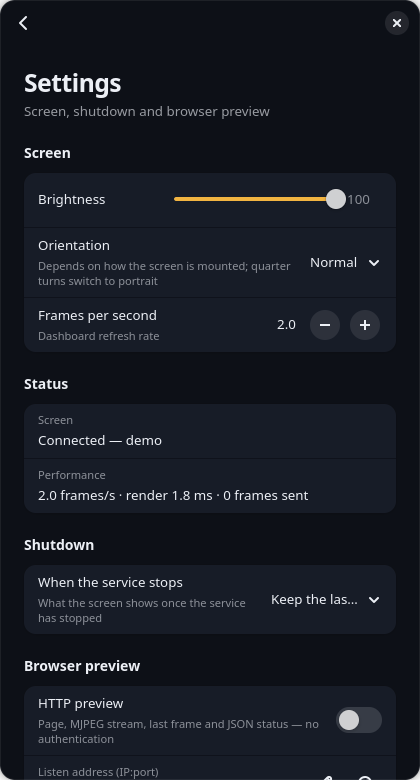 Settings
Screen, shutdown and browser preview
Screen
Brightness
100
Orientation
Depends on how the screen is mounted; quarter
turns switch to portrait
Normal
Frames per second
Dashboard refresh rate
2.0
Status
Screen
Connected — demo
Performance
2.0 frames/s · render 1.8 ms · 0 frames sent
Shutdown
When the service stops
What the screen shows once the service
has stopped
Keep the las…
Browser preview
HTTP preview
Page, MJPEG stream, last frame and JSON status — no
authentication
Listen address (IP:port)